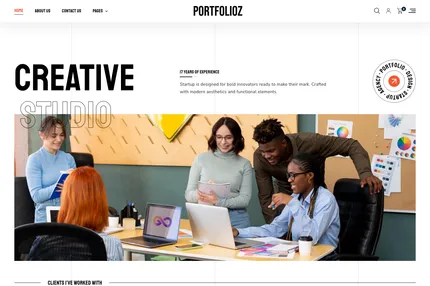 HOME ABOUT US CONTACT US PAGES
PORTFOLIOZ
0
CREATIVE
STUDIO
17 YEARS OF EXPERIENCE
Startup is designed for bold innovators ready to make their mark. Crafted
with modern aesthetics and functional elements.
PORTFOLIO • DESIGN • STARTUP AGENCY •
CLIENTS I'VE WORKED WITH